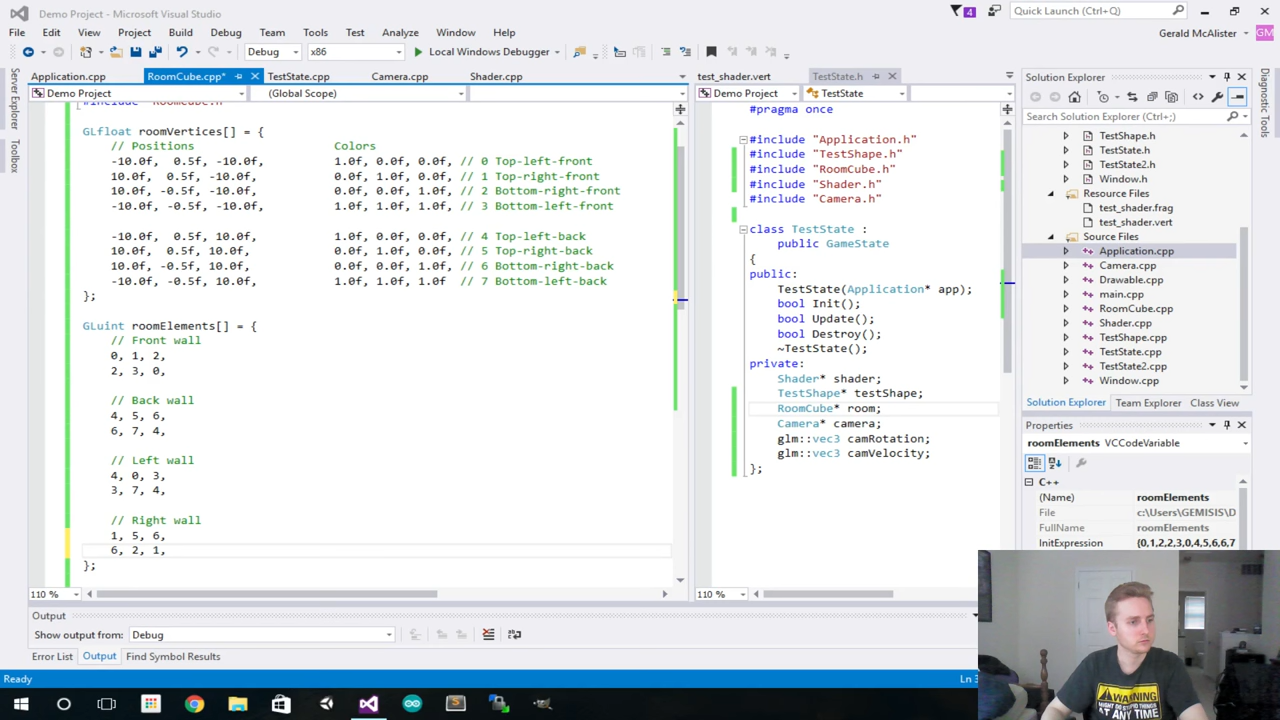 Demo Project - Microsoft Visual Studio
4
Quick Launch (Ctrl+Q)
File Edit View Project Build Debug Team Tools Test Analyze Window Help
Gerald McAlister
GM
Debug x86 Local Windows Debugger
Server Explorer
Toolbox
Application.cpp RoomCube.cpp* TestState.cpp Camera.cpp Shader.cpp
Demo Project (Global Scope)
#include "RoomCube.h"
GLfloat roomVertices[] = {
// Positions Colors
-10.0f, 0.5f, -10.0f, 1.0f, 0.0f, 0.0f, // 0 Top-left-front
10.0f, 0.5f, -10.0f, 0.0f, 1.0f, 0.0f, // 1 Top-right-front
10.0f, -0.5f, -10.0f, 0.0f, 0.0f, 1.0f, // 2 Bottom-right-front
-10.0f, -0.5f, -10.0f, 1.0f, 1.0f, 1.0f, // 3 Bottom-left-front
-10.0f, 0.5f, 10.0f, 1.0f, 0.0f, 0.0f, // 4 Top-left-back
10.0f, 0.5f, 10.0f, 0.0f, 1.0f, 0.0f, // 5 Top-right-back
10.0f, -0.5f, 10.0f, 0.0f, 0.0f, 1.0f, // 6 Bottom-right-back
-10.0f, -0.5f, 10.0f, 1.0f, 1.0f, 1.0f // 7 Bottom-left-back
};
GLuint roomElements[] = {
// Front wall
0, 1, 2,
2, 3, 0,
// Back wall
4, 5, 6,
6, 7, 4,
// Left wall
4, 0, 3,
3, 7, 4,
// Right wall
1, 5, 6,
6, 2, 1,
};
110 %
test_shader.vert TestState.h
Demo Project TestState
#pragma once
#include "Application.h"
#include "TestShape.h"
#include "RoomCube.h"
#include "Shader.h"
#include "Camera.h"
class TestState :
public GameState
{
public:
TestState(Application* app);
bool Init();
bool Update();
bool Destroy();
~TestState();
private:
Shader* shader;
TestShape* testShape;
RoomCube* room;
Camera* camera;
glm::vec3 camRotation;
glm::vec3 camVelocity;
};
110 %
Solution Explorer
Search Solution Explorer (Ctrl+;)
TestShape.h
TestState.h
TestState2.h
Window.h
Resource Files
test_shader.frag
test_shader.vert
Source Files
Application.cpp
Camera.cpp
Drawable.cpp
main.cpp
RoomCube.cpp
Shader.cpp
TestShape.cpp
TestState.cpp
TestState2.cpp
Window.cpp
Solution Explorer Team Explorer Class View
Properties
roomElements VCCodeVariable
C++
(Name) roomElements
File c:\Users\GEMISIS\D
FullName roomElements
InitExpression {0,1,2,2,3,0,4,5,6,6,7
Diagnostic Tools
Output
Show output from: Debug
Error List Output Find Symbol Results
Ready
WARNING
AT ANY TIME